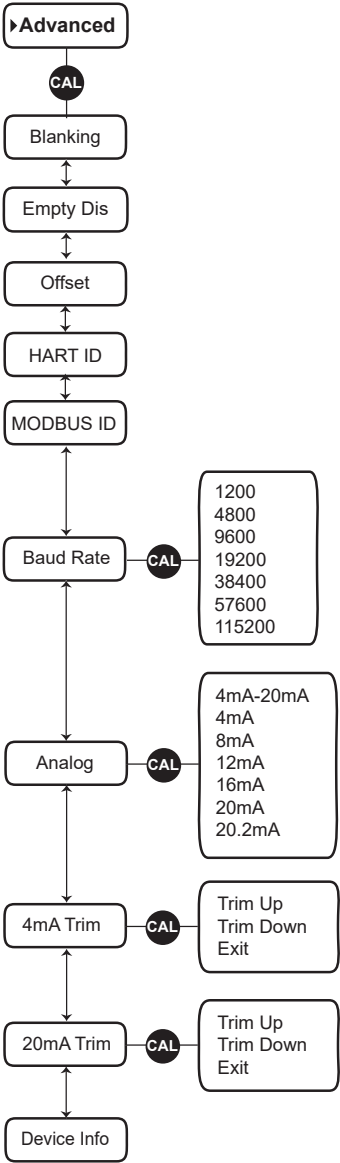 Advanced
CAL
Blanking
Empty Dis
Offset
HART ID
MODBUS ID
Baud Rate
CAL
1200
4800
9600
19200
38400
57600
115200
Analog
CAL
4mA-20mA
4mA
8mA
12mA
16mA
20mA
20.2mA
4mA Trim
CAL
Trim Up
Trim Down
Exit
20mA Trim
CAL
Trim Up
Trim Down
Exit
Device Info